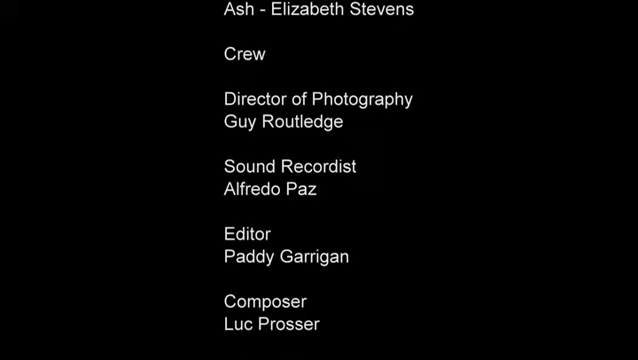 Ash - Elizabeth Stevens
Crew
Director of Photography
Guy Routledge
Sound Recordist
Alfredo Paz
Editor
Paddy Garrigan
Composer
Luc Prosser